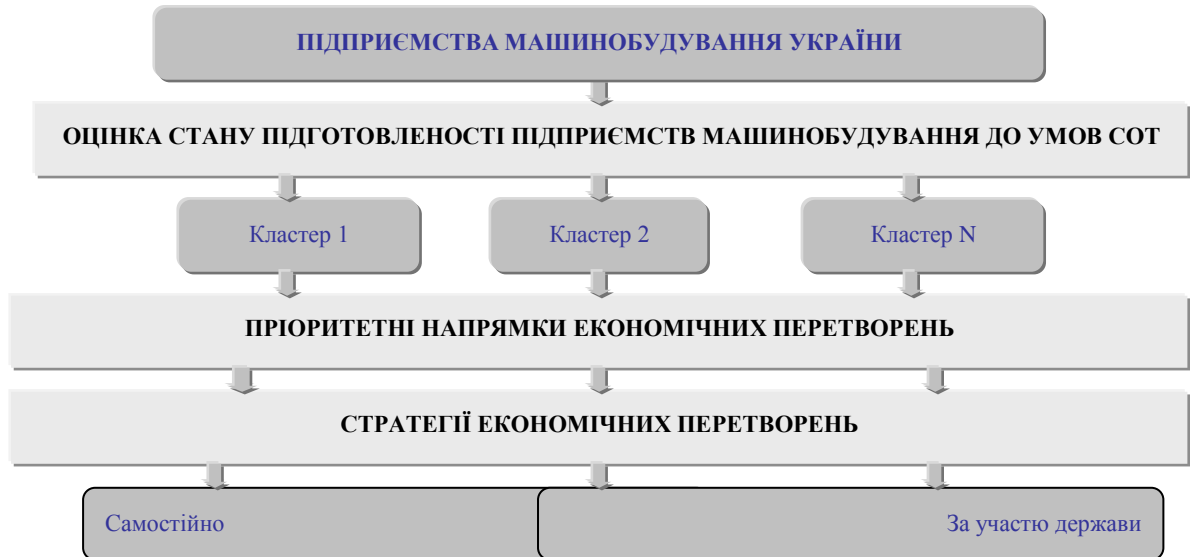 ПІДПРИЄМСТВА МАШИНОБУДУВАННЯ УКРАЇНИ
ОЦІНКА СТАНУ ПІДГОТОВЛЕНОСТІ ПІДПРИЄМСТВ МАШИНОБУДУВАННЯ ДО УМОВ СОТ
Кластер 1
Кластер 2
Кластер N
ПРІОРИТЕТНІ НАПРЯМКИ ЕКОНОМІЧНИХ ПЕРЕТВОРЕНЬ
СТРАТЕГІЇ ЕКОНОМІЧНИХ ПЕРЕТВОРЕНЬ
Самостійно
За участю держави